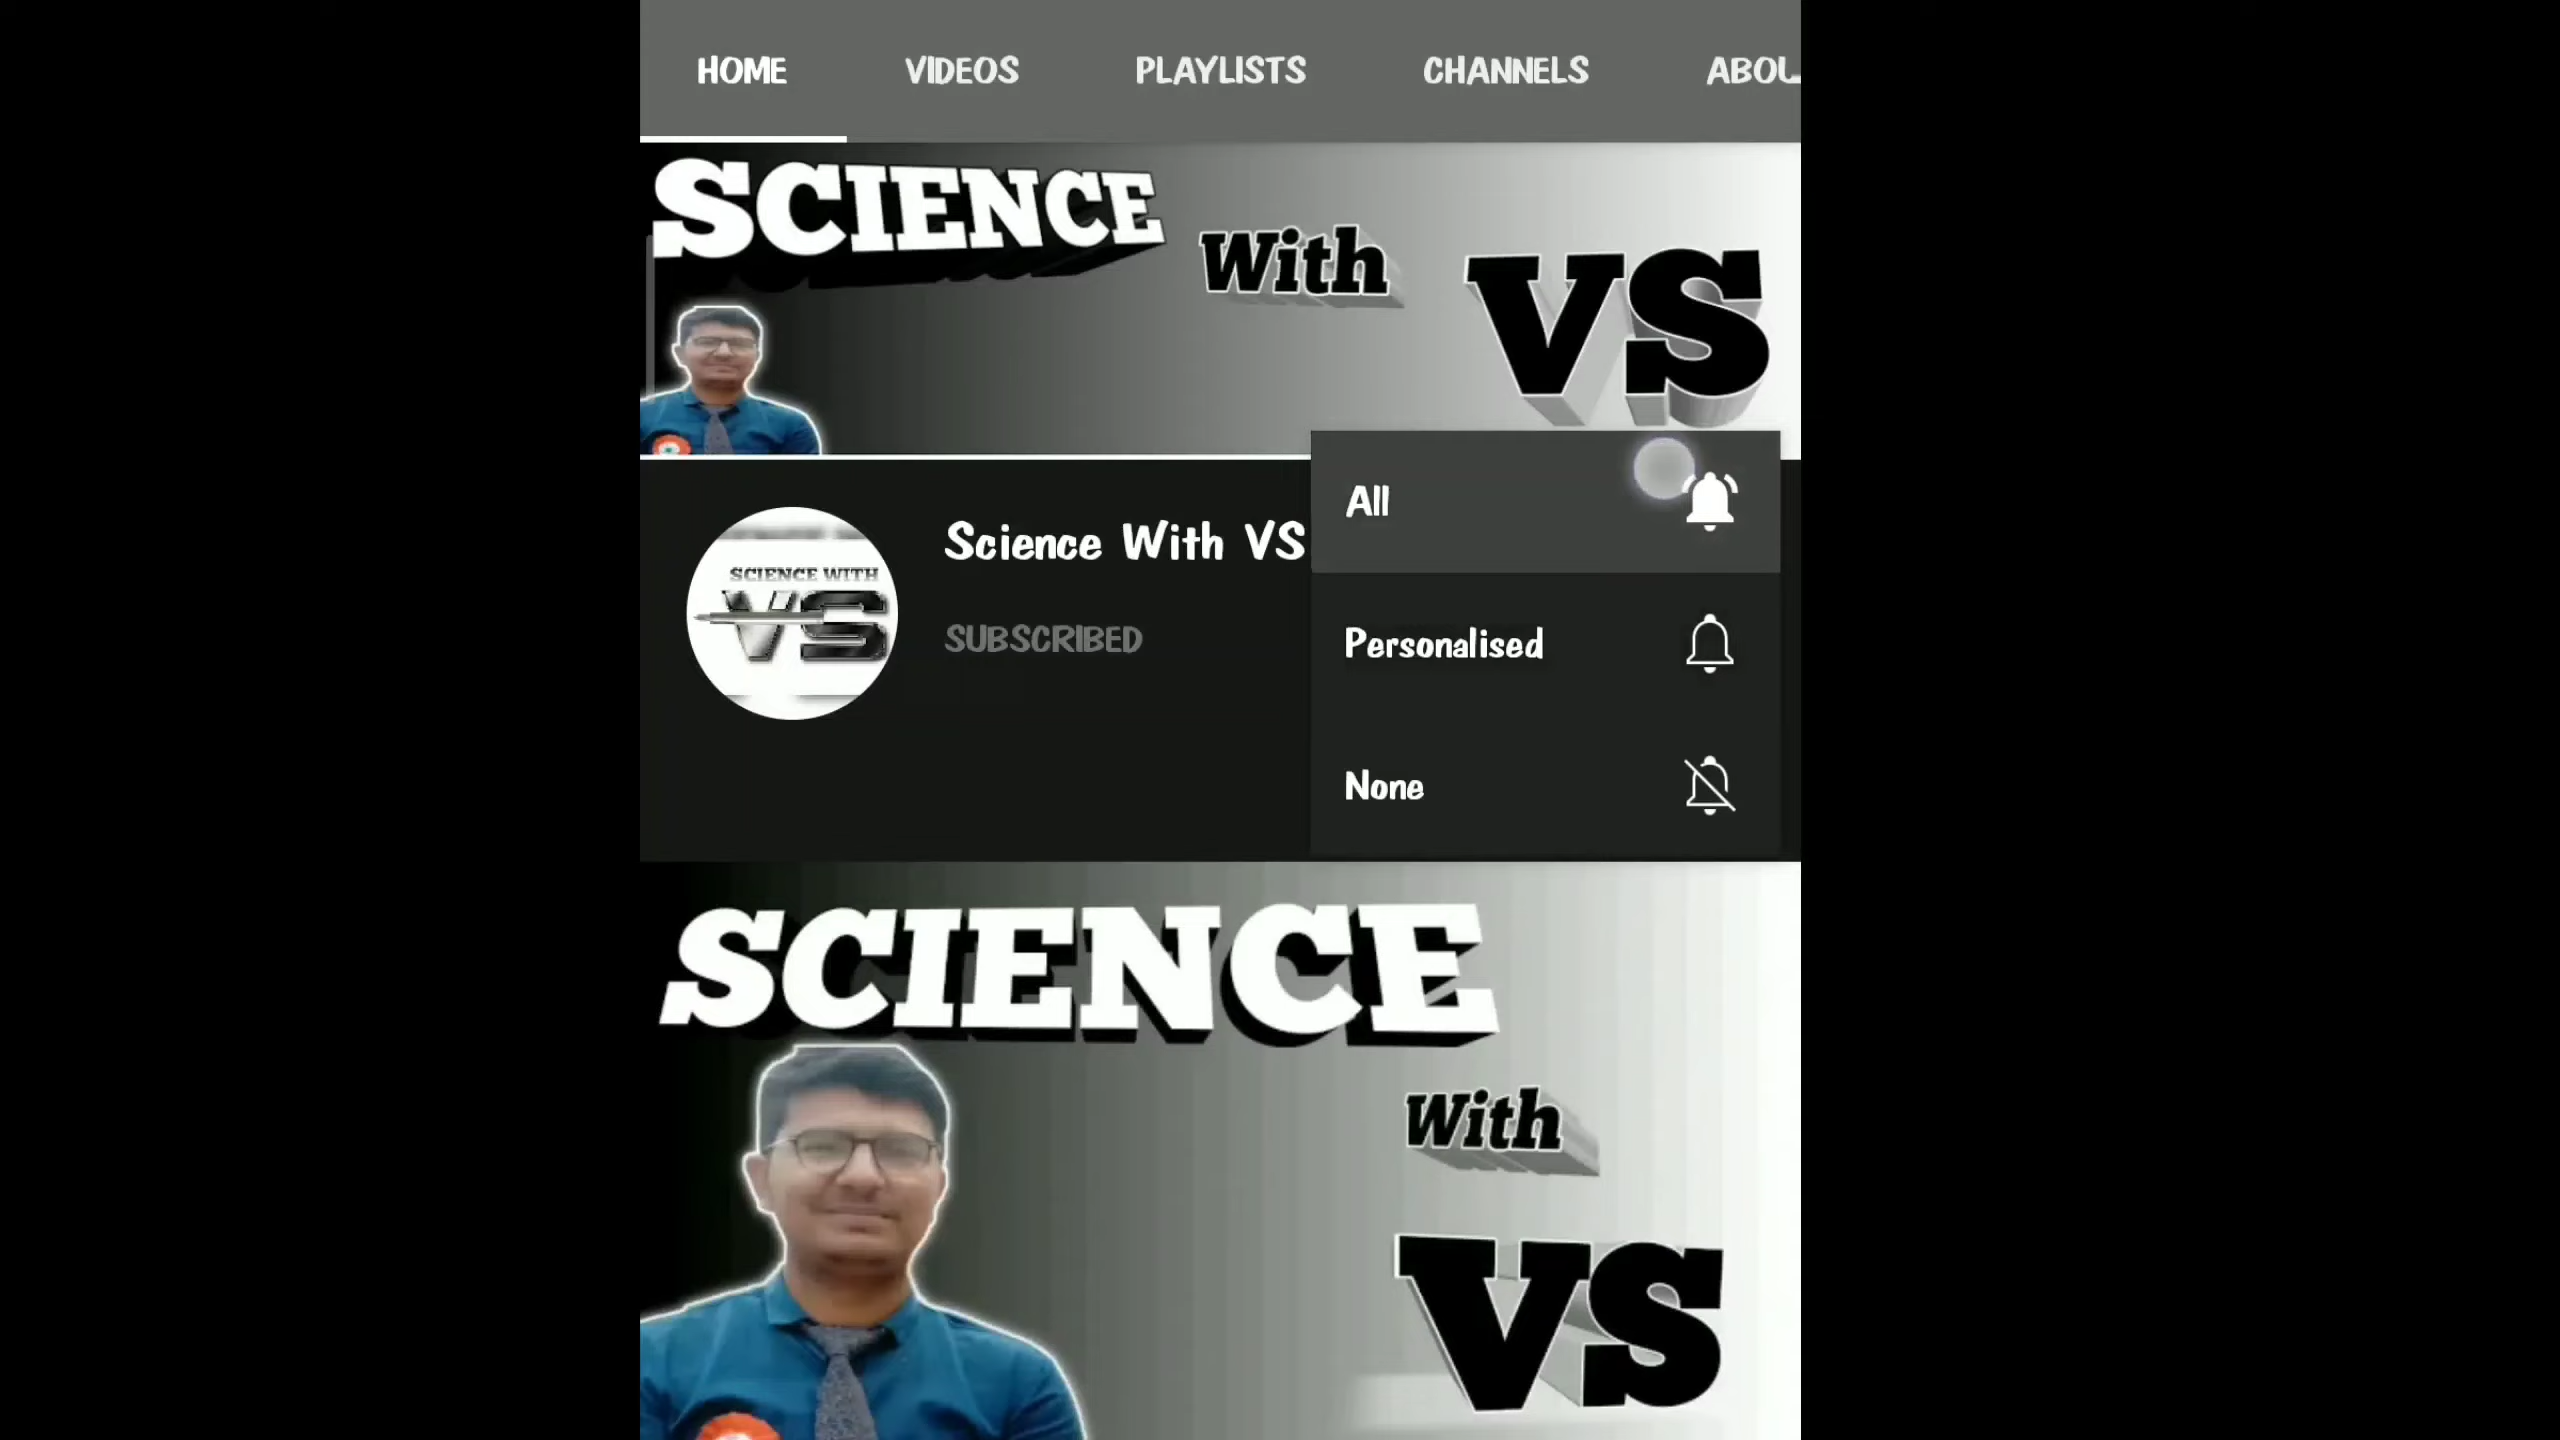 HOME VIDEOS PLAYLISTS CHANNELS ABOU
SCIENCE
With
VS
All
Science With VS
SCIENCE WITH
VS
SUBSCRIBED
Personalised
None
SCIENCE
With
VS